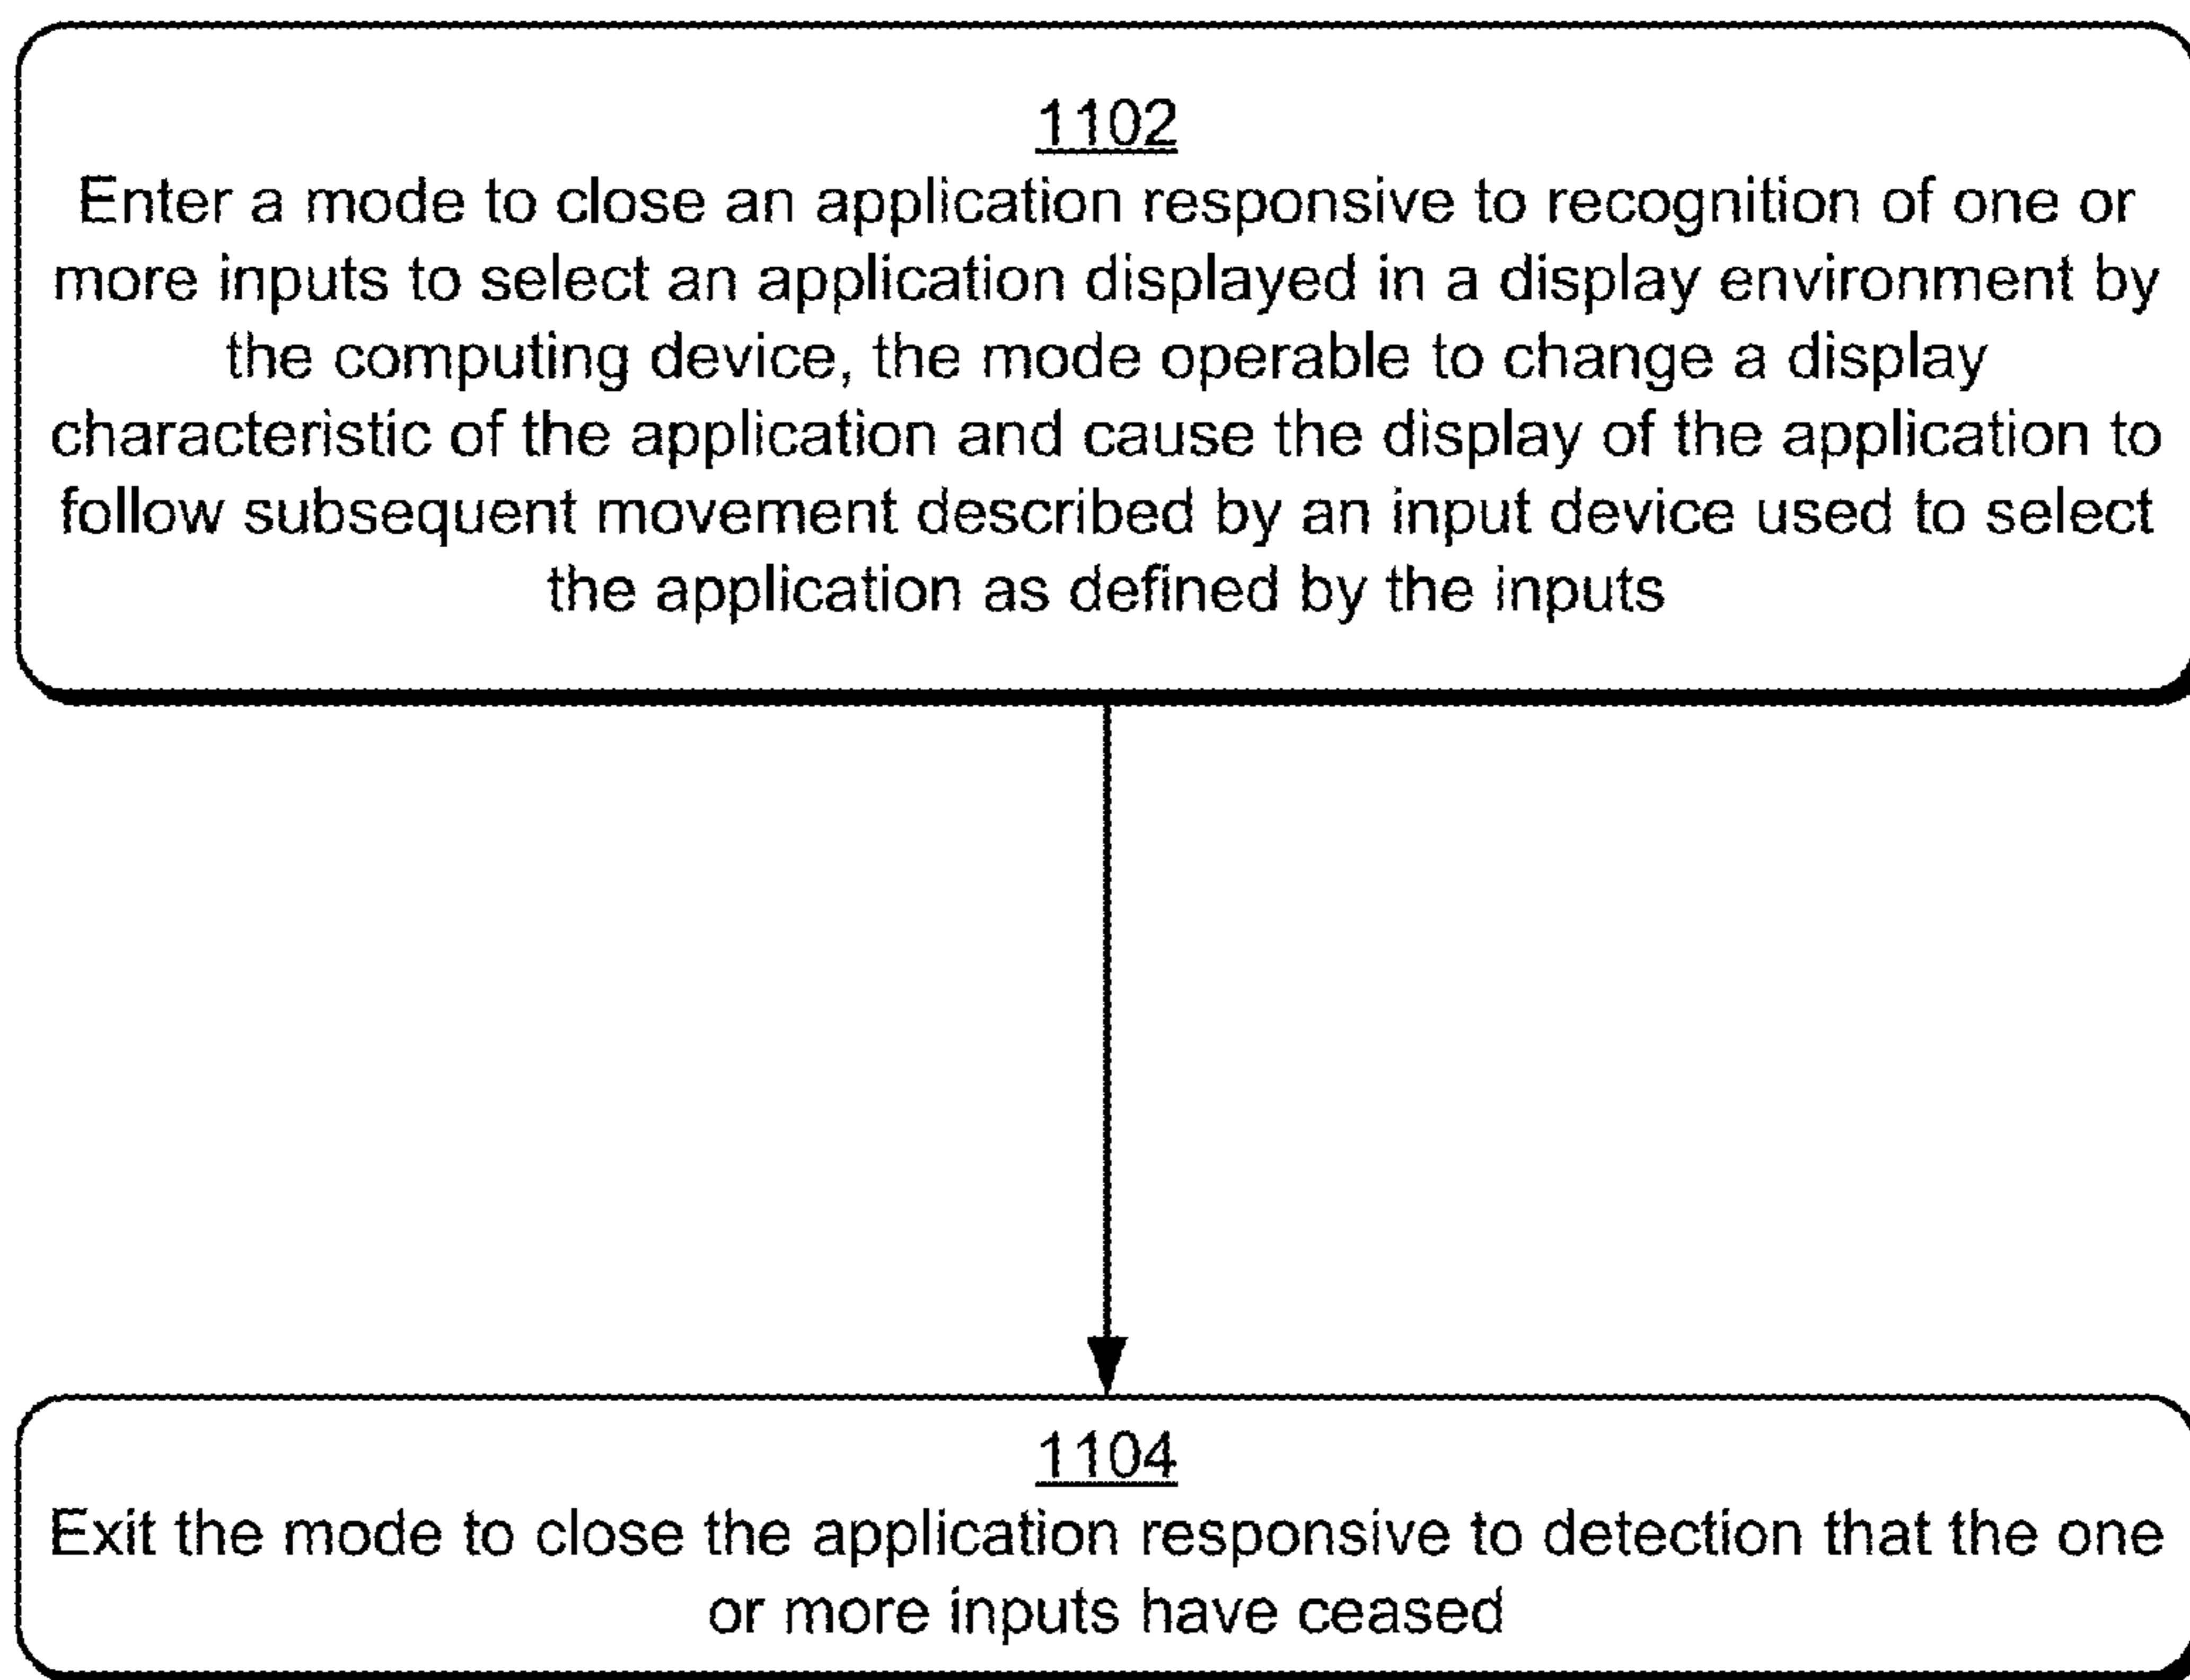 1102
Enter a mode to close an application responsive to recognition of one or
more inputs to select an application displayed in a display environment by
the computing device, the mode operable to change a display
characteristic of the application and cause the display of the application to
follow subsequent movement described by an input device used to select
the application as defined by the inputs
1104
Exit the mode to close the application responsive to detection that the one
or more inputs have ceased